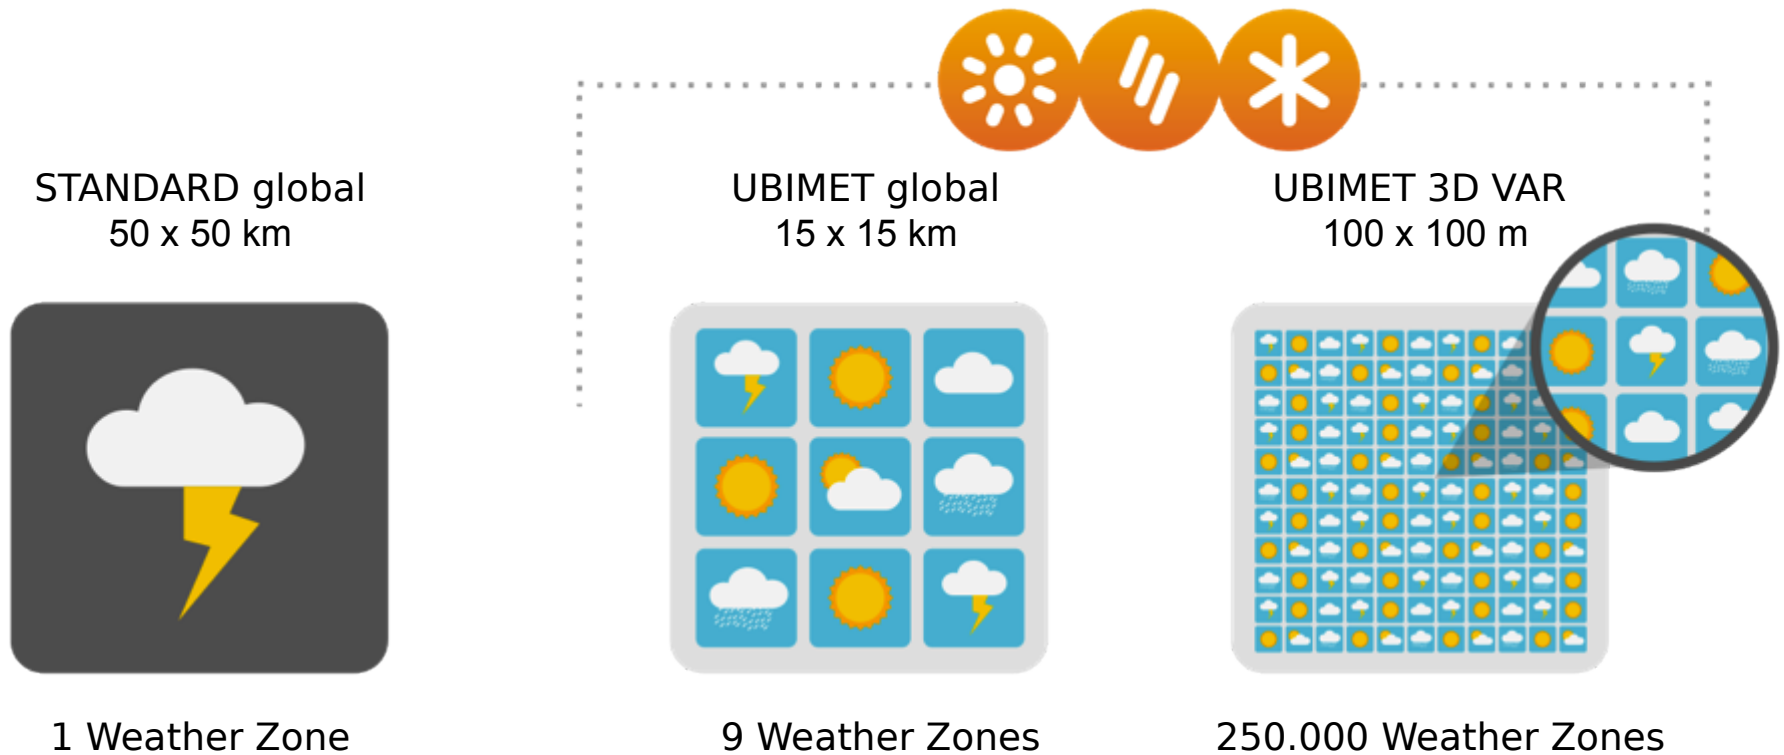 STANDARD global
50 x 50 km
1 Weather Zone
UBIMET global
15 x 15 km
9 Weather Zones
UBIMET 3D VAR
100 x 100 m
250.000 Weather Zones